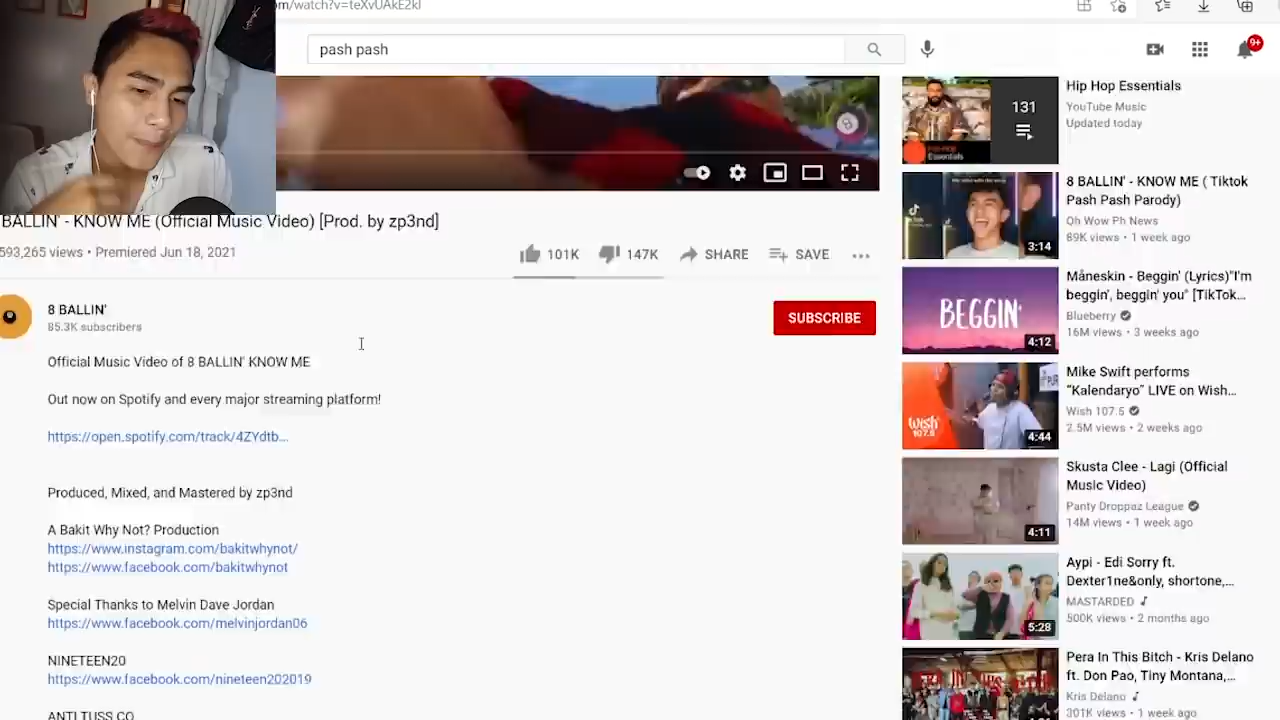 om/watch?v=teXvUAkE2kI
pash pash
9+
BALLIN' - KNOW ME (Official Music Video) [Prod. by zp3nd]
593,265 views • Premiered Jun 18, 2021
101K
147K
SHARE
SAVE
8 BALLIN'
85.3K subscribers
SUBSCRIBE
Official Music Video of 8 BALLIN' KNOW ME
Out now on Spotify and every major streaming platform!
https://open.spotify.com/track/4ZYdtb...
Produced, Mixed, and Mastered by zp3nd
A Bakit Why Not? Production
https://www.instagram.com/bakitwhynot/
https://www.facebook.com/bakitwhynot
Special Thanks to Melvin Dave Jordan
https://www.facebook.com/melvinjordan06
NINETEEN20
https://www.facebook.com/nineteen202019
ANTI TUSS CO
131
Essentials
Hip Hop Essentials
YouTube Music
Updated today
3:14
8 BALLIN' - KNOW ME ( Tiktok
Pash Pash Parody)
Oh Wow Ph News
69K views • 1 week ago
BEGGIN'
4:12
Måneskin - Beggin' (Lyrics)"I'm
beggin', beggin' you" [TikTok...
Blueberry
16M views • 3 weeks ago
wish
107.5
4:44
Mike Swift performs
“Kalendaryo” LIVE on Wish...
Wish 107.5
2.5M views • 2 weeks ago
4:11
Skusta Clee - Lagi (Official
Music Video)
Panty Droppaz League
14M views • 1 week ago
5:28
Aypi - Edi Sorry ft.
Dexter1ne&only, shortone,...
MASTARDED
500K views • 2 months ago
Pera In This Bitch - Kris Delano
ft. Don Pao, Tiny Montana,...
Kris Delano
301K views • 1 week ago